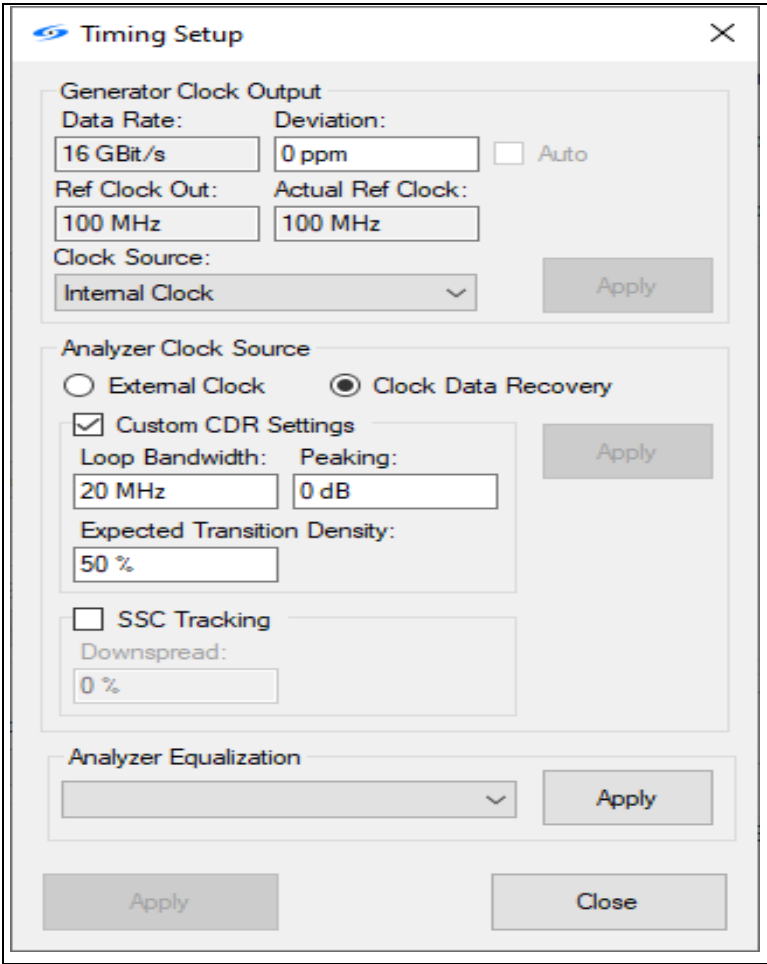 Timing Setup
Generator Clock Output
Data Rate: Deviation:
16 GBit/s 0 ppm Auto
Ref Clock Out: Actual Ref Clock:
100 MHz 100 MHz
Clock Source:
Internal Clock Apply
Analyzer Clock Source
External Clock Clock Data Recovery
Custom CDR Settings
Loop Bandwidth: Peaking: Apply
20 MHz 0 dB
Expected Transition Density:
50 %
SSC Tracking
Downspread:
0 %
Analyzer Equalization
Apply
Apply Close